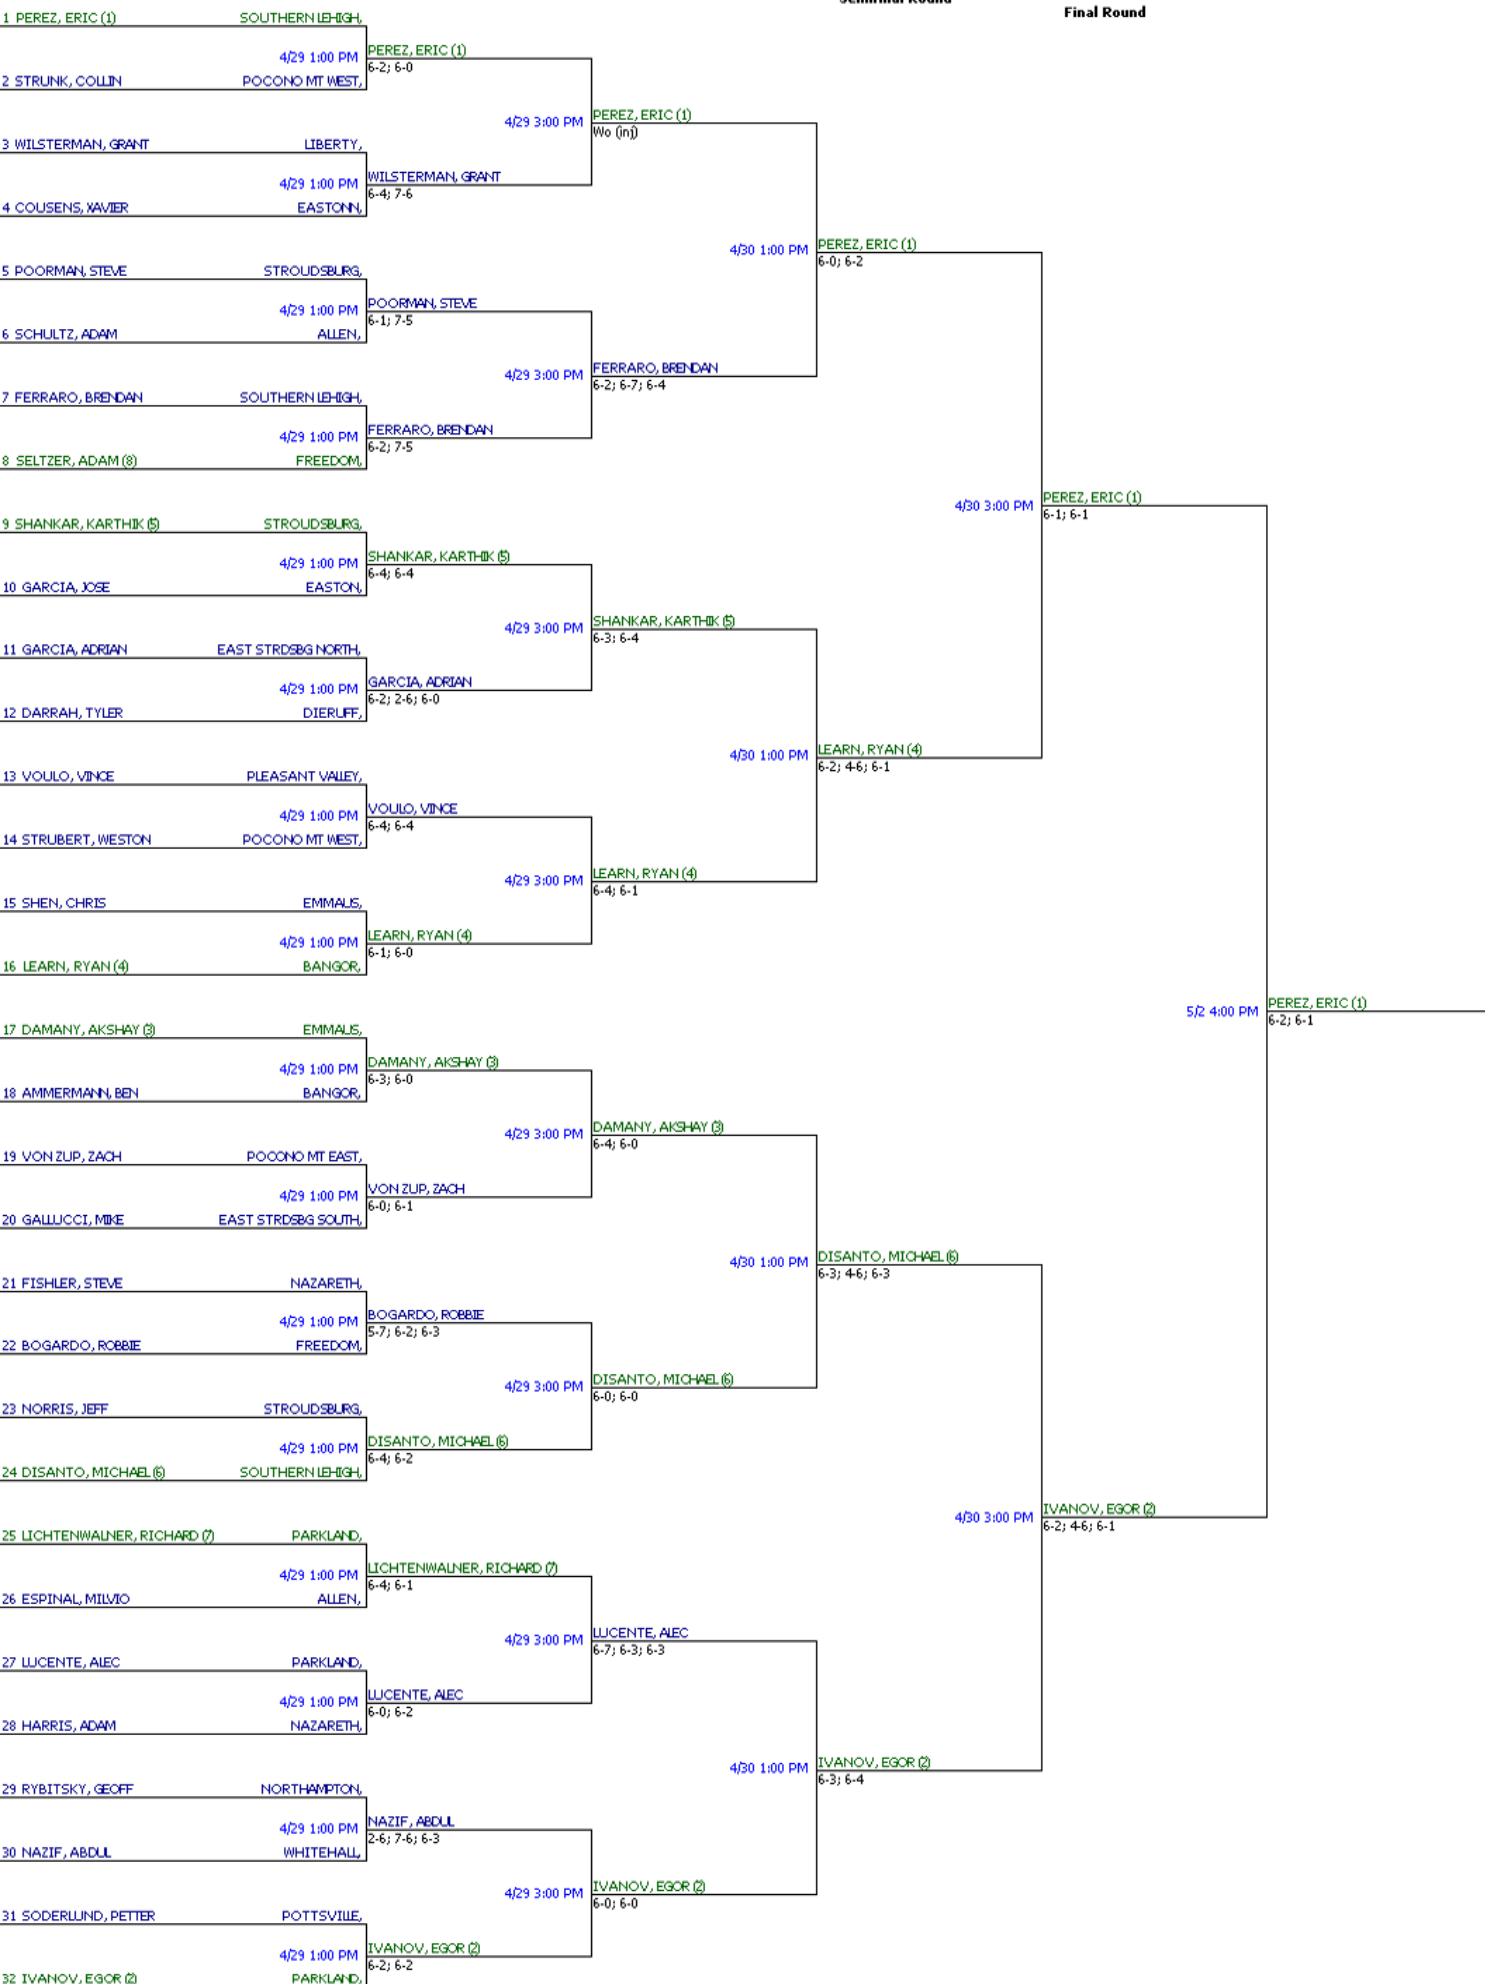 Final Round
1 PEREZ, ERIC (1) SOUTHERN LEHIGH,
4/29 1:00 PM PEREZ, ERIC (1)
6-2; 6-0
2 STRUNK, COLLIN POCONO MT WEST,
4/29 3:00 PM PEREZ, ERIC (1)
Wo (inj)
3 WILSTERMAN, GRANT LIBERTY,
4/29 1:00 PM WILSTERMAN, GRANT
6-4; 7-6
4 COUSENS, XAVIER EASTONN,
4/30 1:00 PM PEREZ, ERIC (1)
6-0; 6-2
5 POORMAN, STEVE STROUDSBURG,
4/29 1:00 PM POORMAN, STEVE
6-1; 7-5
6 SCHULTZ, ADAM ALLEN,
4/29 3:00 PM FERRARO, BRENDAN
6-2; 6-7; 6-4
7 FERRARO, BRENDAN SOUTHERN LEHIGH,
4/29 1:00 PM FERRARO, BRENDAN
6-2; 7-5
8 SELTZER, ADAM (8) FREEDOM,
4/30 3:00 PM PEREZ, ERIC (1)
6-1; 6-1
9 SHANKAR, KARTHIK (5) STROUDSBURG,
4/29 1:00 PM SHANKAR, KARTHIK (5)
6-4; 6-4
10 GARCIA, JOSE EASTON,
4/29 3:00 PM SHANKAR, KARTHIK (5)
6-3; 6-4
11 GARCIA, ADRIAN EAST STRDSBG NORTH,
4/29 1:00 PM GARCIA, ADRIAN
6-2; 2-6; 6-0
12 DARRAH, TYLER DIERUFF,
4/30 1:00 PM LEARN, RYAN (4)
6-2; 4-6; 6-1
13 VOULO, VINCE PLEASANT VALLEY,
4/29 1:00 PM VOULO, VINCE
6-4; 6-4
14 STRUBERT, WESTON POCONO MT WEST,
4/29 3:00 PM LEARN, RYAN (4)
6-4; 6-1
15 SHEN, CHRIS EMMAUS,
4/29 1:00 PM LEARN, RYAN (4)
6-1; 6-0
16 LEARN, RYAN (4) BANGOR,
5/2 4:00 PM PEREZ, ERIC (1)
6-2; 6-1
17 DAMANY, AKSHAY (3) EMMAUS,
4/29 1:00 PM DAMANY, AKSHAY (3)
6-3; 6-0
18 AMMERMANN, BEN BANGOR,
4/29 3:00 PM DAMANY, AKSHAY (3)
6-4; 6-0
19 VON ZUP, ZACH POCONO MT EAST,
4/29 1:00 PM VON ZUP, ZACH
6-0; 6-1
20 GALLUCCI, MIKE EAST STRDSBG SOUTH,
4/30 1:00 PM DISANTO, MICHAEL (6)
6-3; 4-6; 6-3
21 FISHLER, STEVE NAZARETH,
4/29 1:00 PM BOGARDO, ROBBIE
5-7; 6-2; 6-3
22 BOGARDO, ROBBIE FREEDOM,
4/29 3:00 PM DISANTO, MICHAEL (6)
6-0; 6-0
23 NORRIS, JEFF STROUDSBURG,
4/29 1:00 PM DISANTO, MICHAEL (6)
6-4; 6-2
24 DISANTO, MICHAEL (6) SOUTHERN LEHIGH,
4/30 3:00 PM IVANOV, EGOR (2)
6-2; 4-6; 6-1
25 LICHTENWALNER, RICHARD (7) PARKLAND,
4/29 1:00 PM LICHTENWALNER, RICHARD (7)
6-4; 6-1
26 ESPINAL, MILVIO ALLEN,
4/29 3:00 PM LUCENTE, ALEC
6-7; 6-3; 6-3
27 LUCENTE, ALEC PARKLAND,
4/29 1:00 PM LUCENTE, ALEC
6-0; 6-2
28 HARRIS, ADAM NAZARETH,
4/30 1:00 PM IVANOV, EGOR (2)
6-3; 6-4
29 RYBITSKY, GEOFF NORTHAMPTON,
4/29 1:00 PM NAZIF, ABDUL
2-6; 7-6; 6-3
30 NAZIF, ABDUL WHITEHALL,
4/29 3:00 PM IVANOV, EGOR (2)
6-0; 6-0
31 SODERLUND, PETTER POTTSVILLE,
4/29 1:00 PM IVANOV, EGOR (2)
6-2; 6-2
32 IVANOV, EGOR (2) PARKLAND,